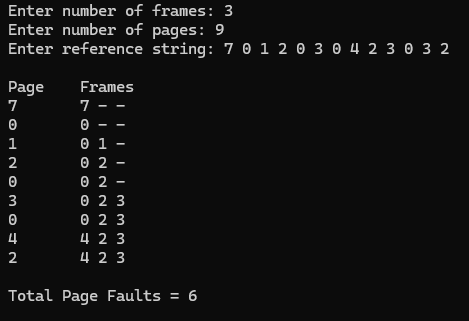 Enter number of frames: 3
Enter number of pages: 9
Enter reference string: 7 0 1 2 0 3 0 4 2 3 0 3 2
Page    Frames
7       7 - -
0       0 - -
1       0 1 -
2       0 2 -
0       0 2 -
3       0 2 3
0       0 2 3
4       4 2 3
2       4 2 3
Total Page Faults = 6